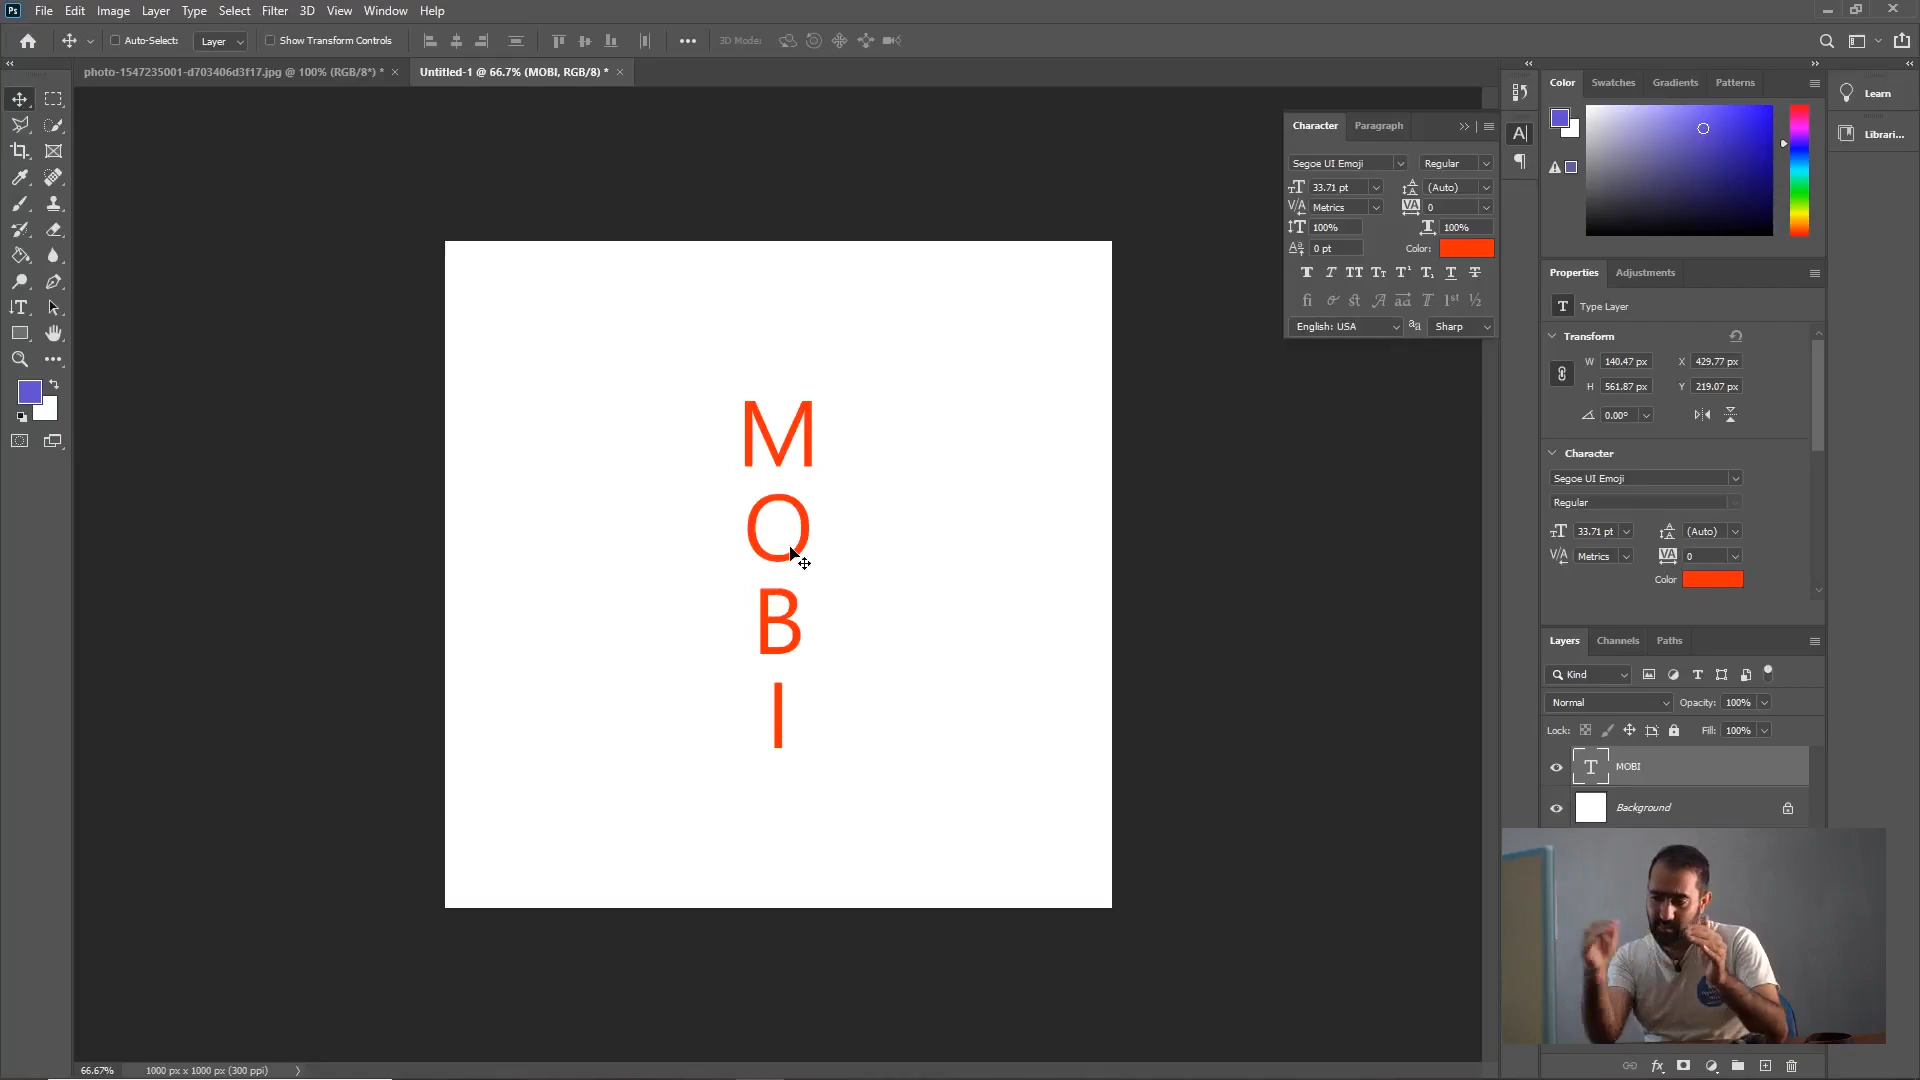 Ps File Edit Image Layer Type Select Filter 3D View Window Help
Auto-Select: Layer Show Transform Controls 3D Mode:
photo-1547235001-d703406d3f17.jpg @ 100% (RGB/8*) * ×
Untitled-1 @ 66.7% (MOBI, RGB/8) * ×
M
O
B
I
Character Paragraph
Segoe UI Emoji Regular
33.71 pt (Auto)
Metrics 0
100% 100%
0 pt Color:
English: USA Sharp
Color Swatches Gradients Patterns
Learn
Librari...
Properties Adjustments
Type Layer
Transform
W 140.47 px X 429.77 px
H 561.87 px Y 219.07 px
0.00°
Character
Segoe UI Emoji
Regular
33.71 pt (Auto)
Metrics 0
Color
Layers Channels Paths
Kind
Normal Opacity: 100%
Lock: Fill: 100%
MOBI
Background
66.67% 1000 px x 1000 px (300 ppi)